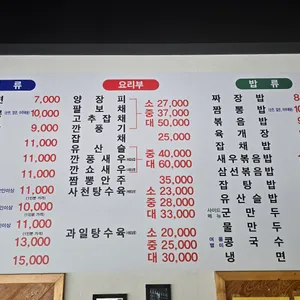 류
면 7,000
10,000
9,000
11,000
11,000
11,000
10,000
11,000
13,000
15,000
요리부
양장피 소 27,000
팔보채 중 37,000
고추잡채 대 50,000
깐풍기
잡채 25,000
유산슬 중 40,000
깐풍새우 대 60,000
깐쇼새우
짬뽕안주 35,000
사천탕수육 소 23,000
중 28,000
대 33,000
과일탕수육 소 20,000
중 25,000
대 30,000
밥류
짜장밥
짬뽕밥 10
볶음밥
육개장
잡채밥
새우볶음밥
삼선볶음밥
잡탕밥
유산슬밥
군만두
물만두
콩국수
냉면